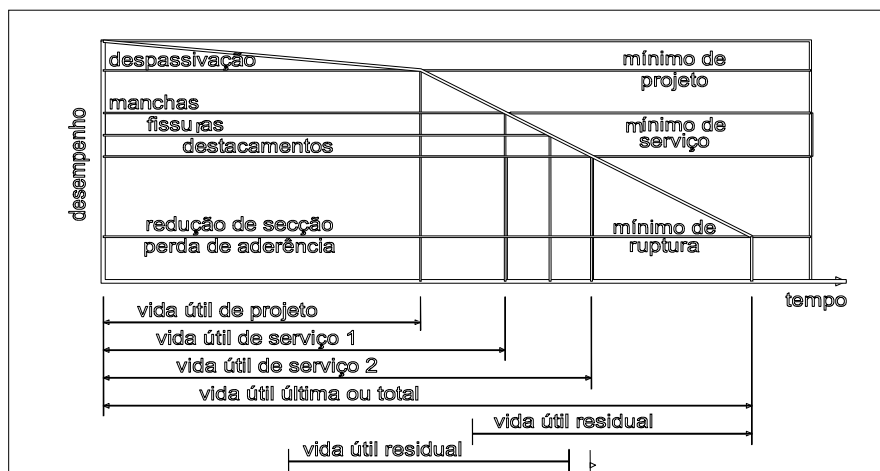 despassivação
mínimo de
projeto
manchas
fissuras
mínimo de
serviço
destacamentos
desempenho
redução de secção
perda de aderência
mínimo de
ruptura
tempo
vida útil de projeto
vida útil de serviço 1
vida útil de serviço 2
vida útil última ou total
vida útil residual
vida útil residual